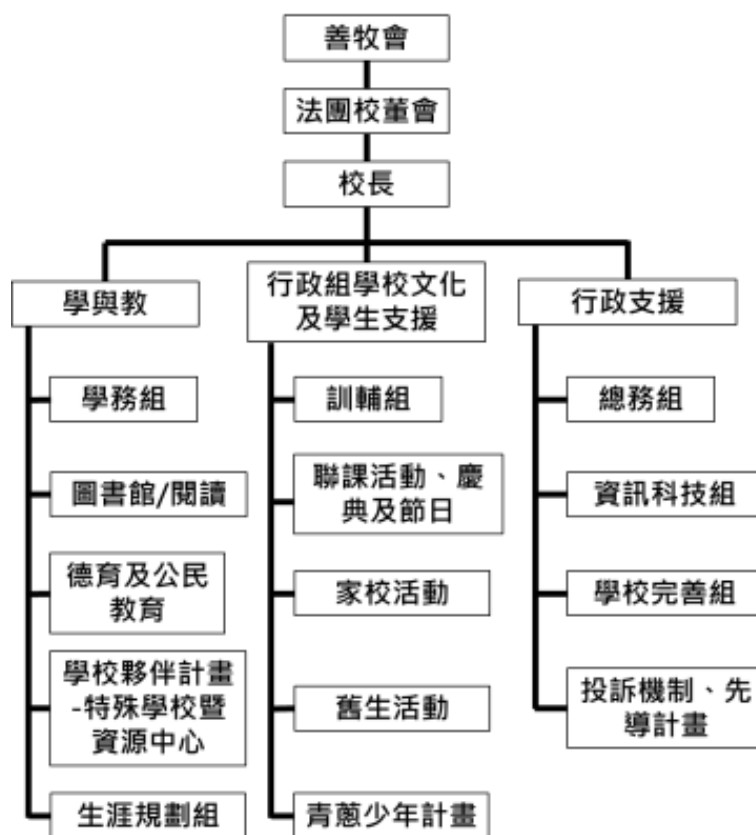 善牧會
法團校董會
校長
學與教
行政組學校文化
及學生支援
行政支援
學務組
圖書館/閱讀
德育及公民
教育
學校夥伴計畫
-特殊學校暨
資源中心
生涯規劃組
訓輔組
聯課活動、慶
典及節日
家校活動
舊生活動
青蔥少年計畫
總務組
資訊科技組
學校完善組
投訴機制、先
導計畫